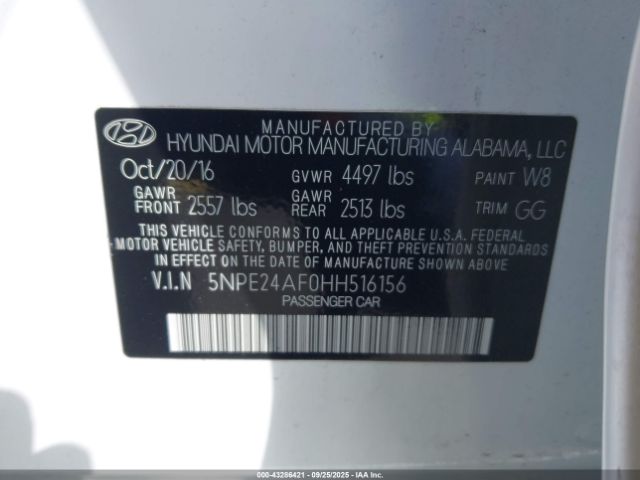 MANUFACTURED BY
HYUNDAI MOTOR MANUFACTURING ALABAMA, LLC
Oct/20/16 GVWR 4497 lbs PAINT W8
GAWR FRONT 2557 lbs GAWR REAR 2513 lbs TRIM GG
THIS VEHICLE CONFORMS TO ALL APPLICABLE U.S.A. FEDERAL
MOTOR VEHICLE SAFETY, BUMPER, AND THEFT PREVENTION STANDARDS
IN EFFECT ON THE DATE OF MANUFACTURE SHOWN ABOVE.
V.I.N 5NPE24AF0HH516156
PASSENGER CAR
© 000-43286421 - 09/25/2025 - IAAI.COM